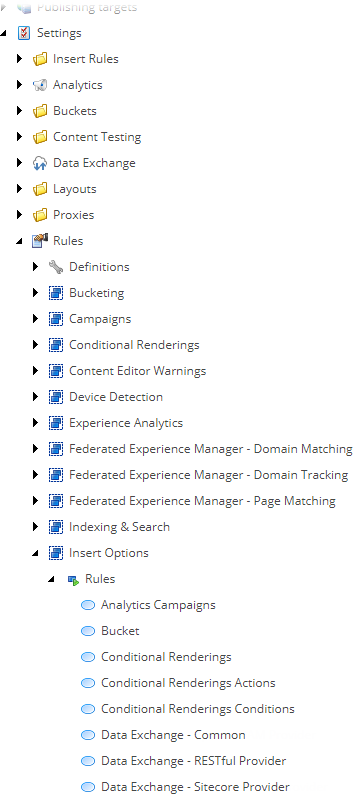 Publishing targets
Settings
Insert Rules
Analytics
Buckets
Content Testing
Data Exchange
Layouts
Proxies
Rules
Definitions
Bucketing
Campaigns
Conditional Renderings
Content Editor Warnings
Device Detection
Experience Analytics
Federated Experience Manager - Domain Matching
Federated Experience Manager - Domain Tracking
Federated Experience Manager - Page Matching
Indexing & Search
Insert Options
Rules
Analytics Campaigns
Bucket
Conditional Renderings
Conditional Renderings Actions
Conditional Renderings Conditions
Data Exchange - Common
Data Exchange - RESTful Provider
Data Exchange - Sitecore Provider